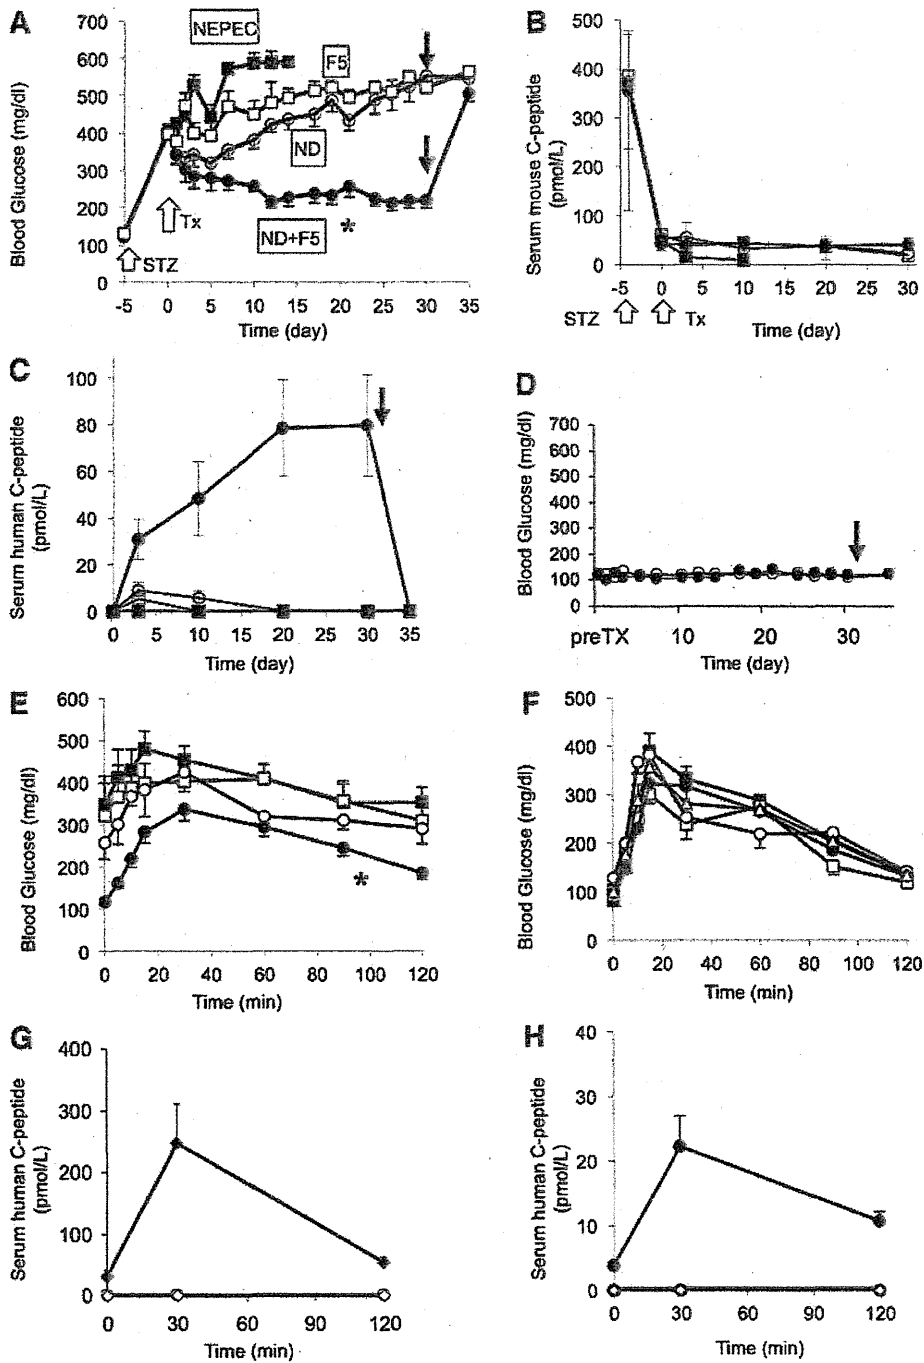 A
Blood Glucose (mg/dl)
700
600
500
400
300
200
100
0
NEPEC
F5
ND
ND+F5
*
Tx
STZ
-5 0 5 10 15 20 25 30 35
Time (day)
B
Serum mouse C-peptide
(pmol/L)
500
400
300
200
100
0
-5 0 5 10 15 20 25 30
STZ Tx Time (day)
C
Serum human C-peptide
(pmol/L)
100
80
60
40
20
0
0 5 10 15 20 25 30 35
Time (day)
D
Blood Glucose (mg/dl)
700
600
500
400
300
200
100
0
preTX 10 20 30
Time (day)
E
Blood Glucose (mg/dl)
600
500
400
300
200
100
0
*
0 20 40 60 80 100 120
Time (min)
F
Blood Glucose (mg/dl)
500
400
300
200
100
0
0 20 40 60 80 100 120
Time (min)
G
Serum human C-peptide
(pmol/L)
400
300
200
100
0
0 30 60 90 120
Time (min)
H
Serum human C-peptide
(pmol/L)
40
30
20
10
0
0 30 60 90 120
Time (min)